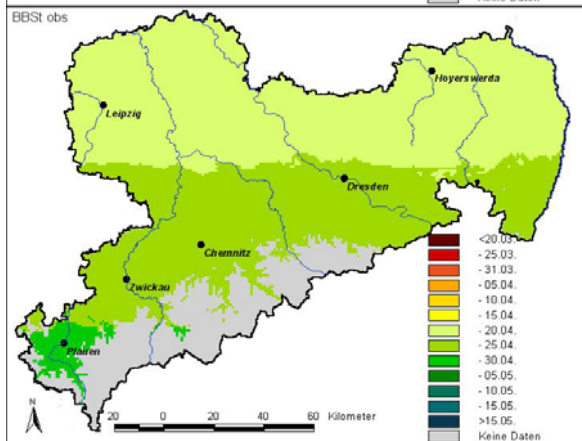 Keine Daten
BBSt obs
Hoyerswerda
Leipzig
Dresden
Chemnitz
Zwickau
Plauen
<20.03.
- 25.03.
- 31.03.
- 05.04.
- 10.04.
- 15.04.
- 20.04.
- 25.04.
- 30.04.
- 05.05.
- 10.05.
- 15.05.
>15.05.
Keine Daten
N
20 0 20 40 60 Kilometer